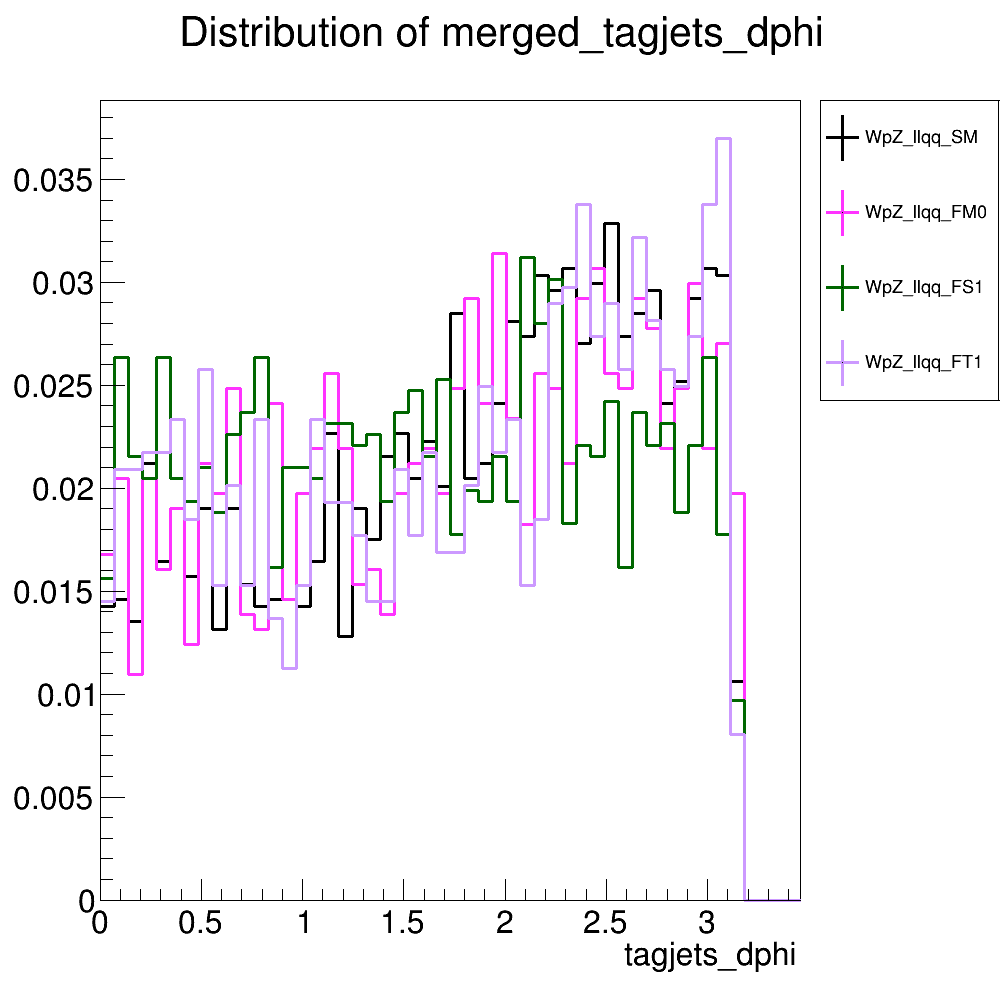 Distribution of merged_tagjets_dphi
WpZ_llqq_SM
WpZ_llqq_FM0
WpZ_llqq_FS1
WpZ_llqq_FT1
0.035
0.03
0.025
0.02
0.015
0.01
0.005
0
0 0.5 1 1.5 2 2.5 3
tagjets_dphi